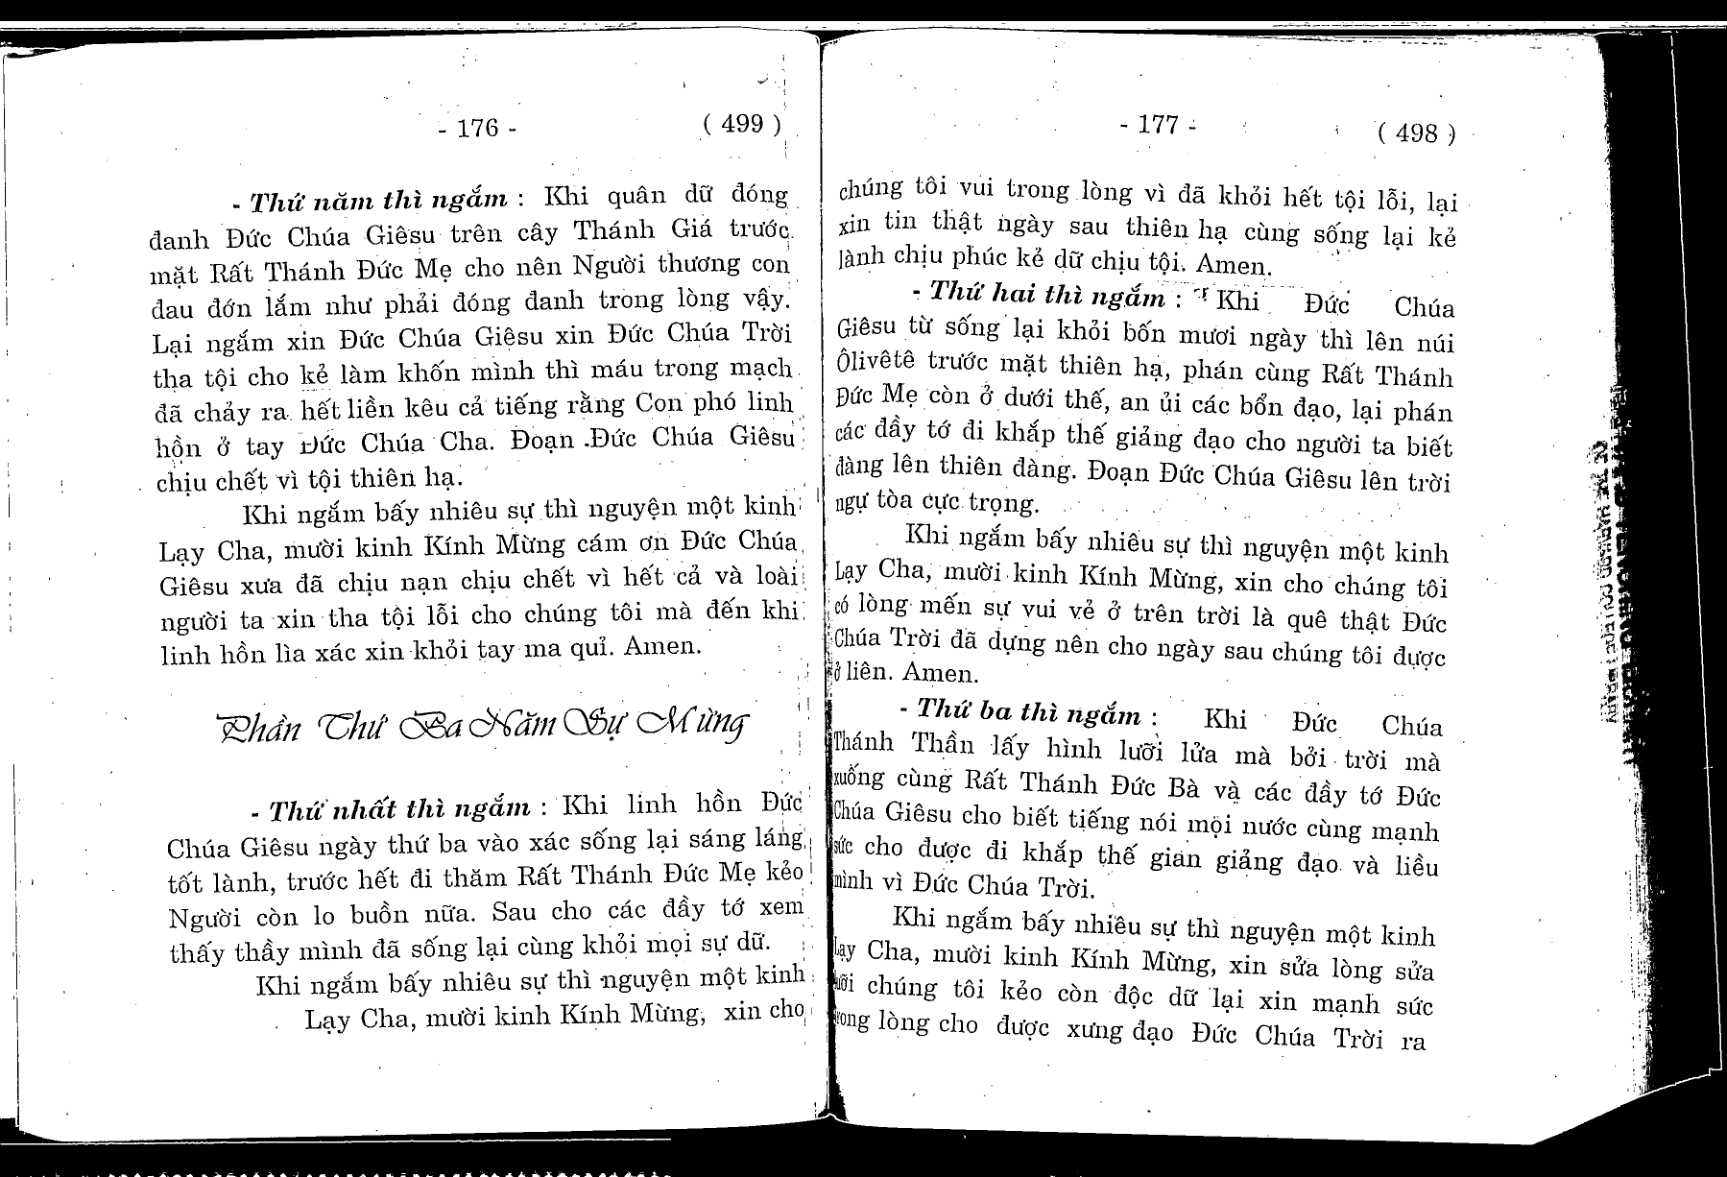 - 176 - ( 499 )
- Thứ năm thì ngắm : Khi quân dữ đóng
đanh Đức Chúa Giêsu trên cây Thánh Giá trước
mặt Rất Thánh Đức Mẹ cho nên Người thương con
đau đớn lắm như phải đóng đanh trong lòng vậy.
Lại ngắm xin Đức Chúa Giêsu xin Đức Chúa Trời
tha tội cho kẻ làm khốn mình thì máu trong mạch
đã chảy ra hết liền kêu cả tiếng rằng Con phó linh
hồn ở tay Đức Chúa Cha. Đoạn Đức Chúa Giêsu
chịu chết vì tội thiên hạ.
Khi ngắm bấy nhiêu sự thì nguyện một kinh
Lạy Cha, mười kinh Kính Mừng cám ơn Đức Chúa
Giêsu xưa đã chịu nạn chịu chết vì hết cả và loài
người ta xin tha tội lỗi cho chúng tôi mà đến khi
linh hồn lìa xác xin khỏi tay ma quỉ. Amen.
Phần Thứ Ba Năm Sự Mừng
- Thứ nhất thì ngắm : Khi linh hồn Đức
Chúa Giêsu ngày thứ ba vào xác sống lại sáng láng
tốt lành, trước hết đi thăm Rất Thánh Đức Mẹ kẻo
Người còn lo buồn nữa. Sau cho các đầy tớ xem
thấy thầy mình đã sống lại cùng khỏi mọi sự dữ.
Khi ngắm bấy nhiêu sự thì nguyện một kinh
Lạy Cha, mười kinh Kính Mừng, xin cho
- 177 - ( 498 )
chúng tôi vui trong lòng vì đã khỏi hết tội lỗi, lại
xin tin thật ngày sau thiên hạ cùng sống lại kẻ
lành chịu phúc kẻ dữ chịu tội. Amen.
- Thứ hai thì ngắm : Khi Đức Chúa
Giêsu từ sống lại khỏi bốn mươi ngày thì lên núi
Ôlivêtê trước mặt thiên hạ, phán cùng Rất Thánh
Đức Mẹ còn ở dưới thế, an ủi các bổn đạo, lại phán
các đầy tớ đi khắp thế giảng đạo cho người ta biết
đàng lên thiên đàng. Đoạn Đức Chúa Giêsu lên trời
ngự tòa cực trọng.
Khi ngắm bấy nhiêu sự thì nguyện một kinh
Lạy Cha, mười kinh Kính Mừng, xin cho chúng tôi
có lòng mến sự vui vẻ ở trên trời là quê thật Đức
Chúa Trời đã dựng nên cho ngày sau chúng tôi được
ở liên. Amen.
- Thứ ba thì ngắm : Khi Đức Chúa
Thánh Thần lấy hình lưỡi lửa mà bởi trời mà
xuống cùng Rất Thánh Đức Bà và các đầy tớ Đức
Chúa Giêsu cho biết tiếng nói mọi nước cùng mạnh
sức cho được đi khắp thế gian giảng đạo và liều
mình vì Đức Chúa Trời.
Khi ngắm bấy nhiêu sự thì nguyện một kinh
Lạy Cha, mười kinh Kính Mừng, xin sửa lòng sửa
lưỡi chúng tôi kẻo còn độc dữ lại xin mạnh sức
trong lòng cho được xưng đạo Đức Chúa Trời ra